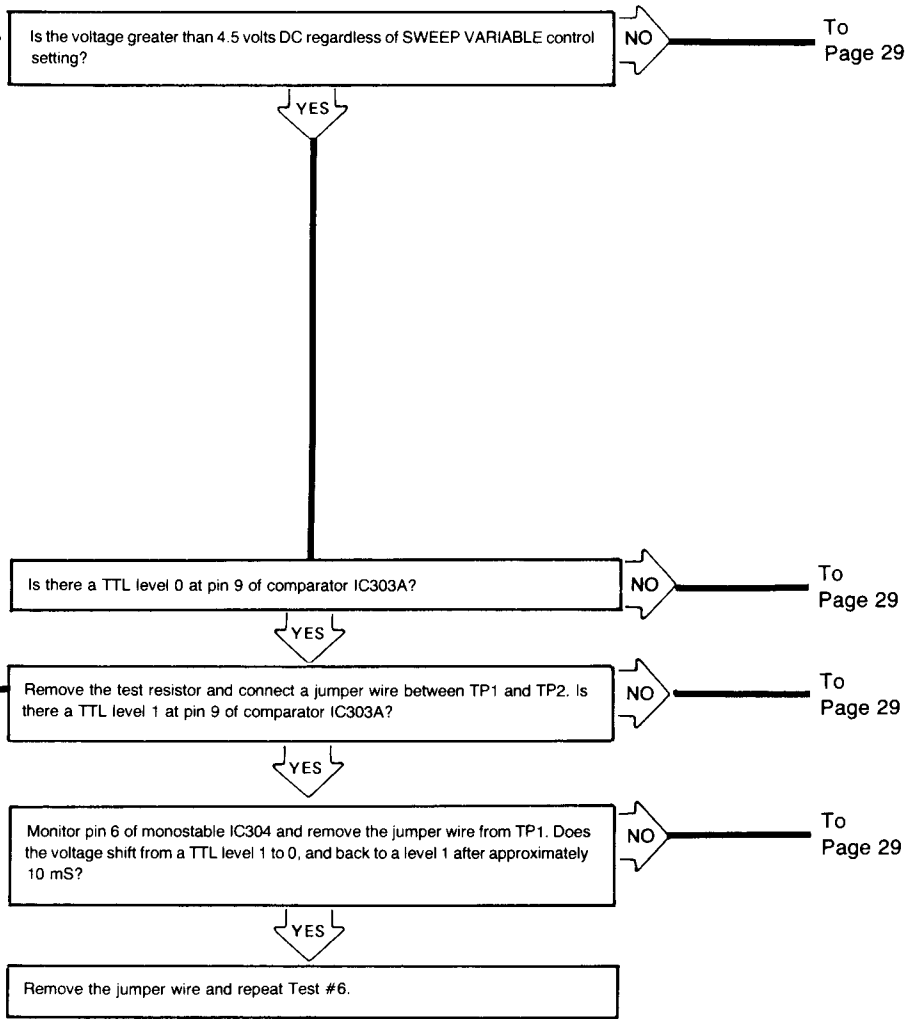 Is the voltage greater than 4.5 volts DC regardless of SWEEP VARIABLE control
setting?
NO
To
Page 29
YES
Is there a TTL level 0 at pin 9 of comparator IC303A?
NO
To
Page 29
YES
Remove the test resistor and connect a jumper wire between TP1 and TP2. Is
there a TTL level 1 at pin 9 of comparator IC303A?
NO
To
Page 29
YES
Monitor pin 6 of monostable IC304 and remove the jumper wire from TP1. Does
the voltage shift from a TTL level 1 to 0, and back to a level 1 after approximately
10 mS?
NO
To
Page 29
YES
Remove the jumper wire and repeat Test #6.